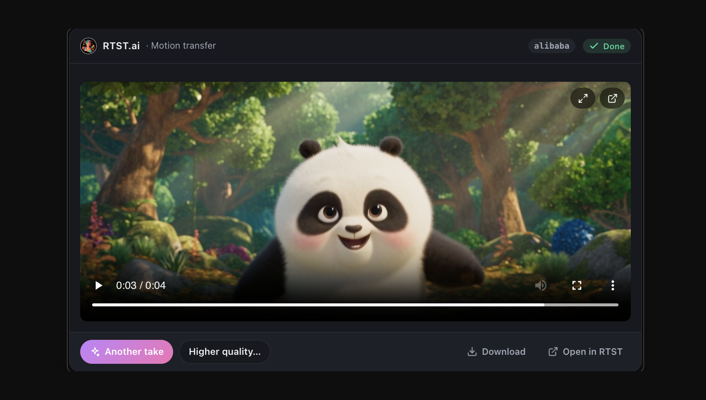 RTST.ai · Motion transfer
alibaba
Done
0:03 / 0:04
Another take
Higher quality...
Download
Open in RTST